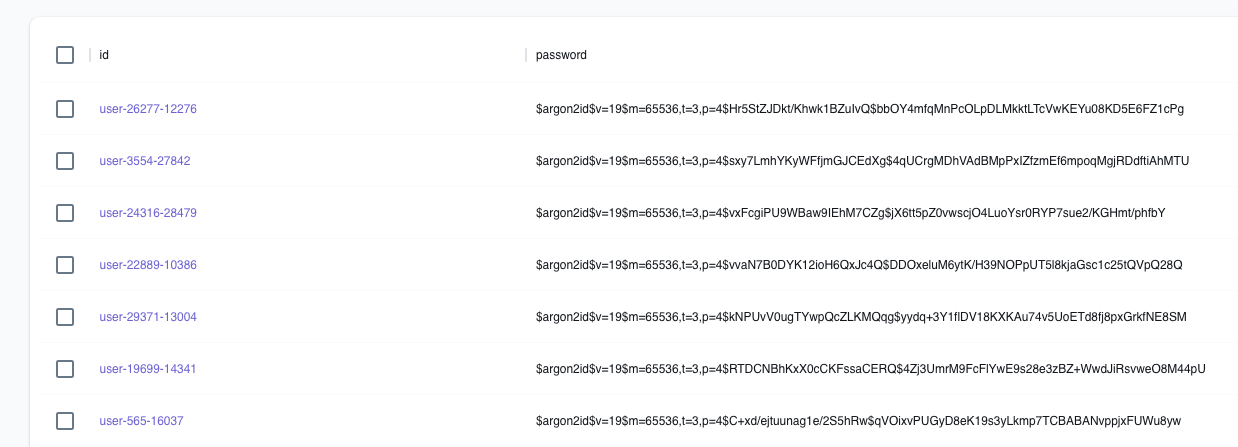 id password
user-26277-12276 $argon2id$v=19$m=65536,t=3,p=4$Hr5StZJDkt/Khwk1BZuIvQ$bbOY4mfqMnPcOLpDLMkktLTcVwKEYu08KD5E6FZ1cPg
user-3554-27842 $argon2id$v=19$m=65536,t=3,p=4$sxy7LmhYKyWFfjmGJCEdXg$4qUCrgMDhVAdBMpPxIZfzmEf6mpoqMgjRDdftiAhMTU
user-24316-28479 $argon2id$v=19$m=65536,t=3,p=4$vxFcgiPU9WBaw9IEhM7CZg$jX6tt5pZ0vwscjO4LuoYsr0RYP7sue2/KGHmt/phfbY
user-22889-10386 $argon2id$v=19$m=65536,t=3,p=4$vvaN7B0DYK12ioH6QxJc4Q$DDOxeluM6ytK/H39NOPpUT5l8kjaGsc1c25tQVpQ28Q
user-29371-13004 $argon2id$v=19$m=65536,t=3,p=4$kNPUvV0ugTYwpQcZLKMQqg$yydq+3Y1flDV18KXKAu74v5UoETd8fj8pxGrkfNE8SM
user-19699-14341 $argon2id$v=19$m=65536,t=3,p=4$RTDCNBhKxX0cCKFssaCERQ$4Zj3UmrM9FcFlYwE9s28e3zBZ+WwdJiRsvweO8M44pU
user-565-16037 $argon2id$v=19$m=65536,t=3,p=4$C+xd/ejtuunag1e/2S5hRw$qVOixvPUGyD8eK19s3yLkmp7TCBABANvppjxFUWu8yw